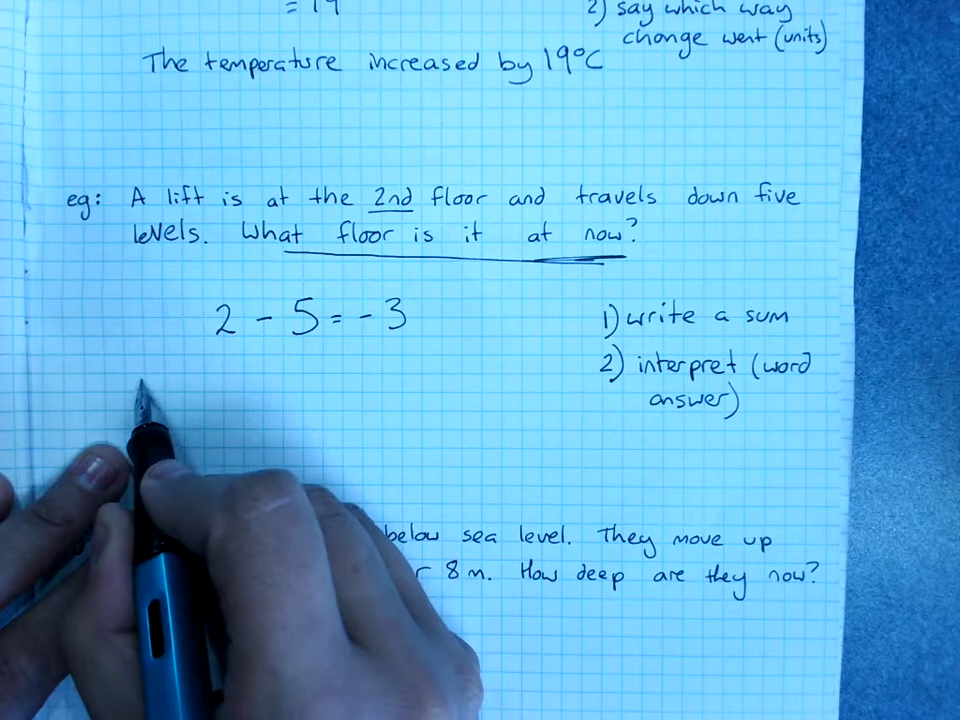 = 19
2) say which way
change went (units)
The temperature increased by 19°C
eg: A lift is at the 2nd floor and travels down five
levels. What floor is it at now?
2 - 5 = - 3
1) write a sum
2) interpret (word
answer)
below sea level. They move up
8 m. How deep are they now?